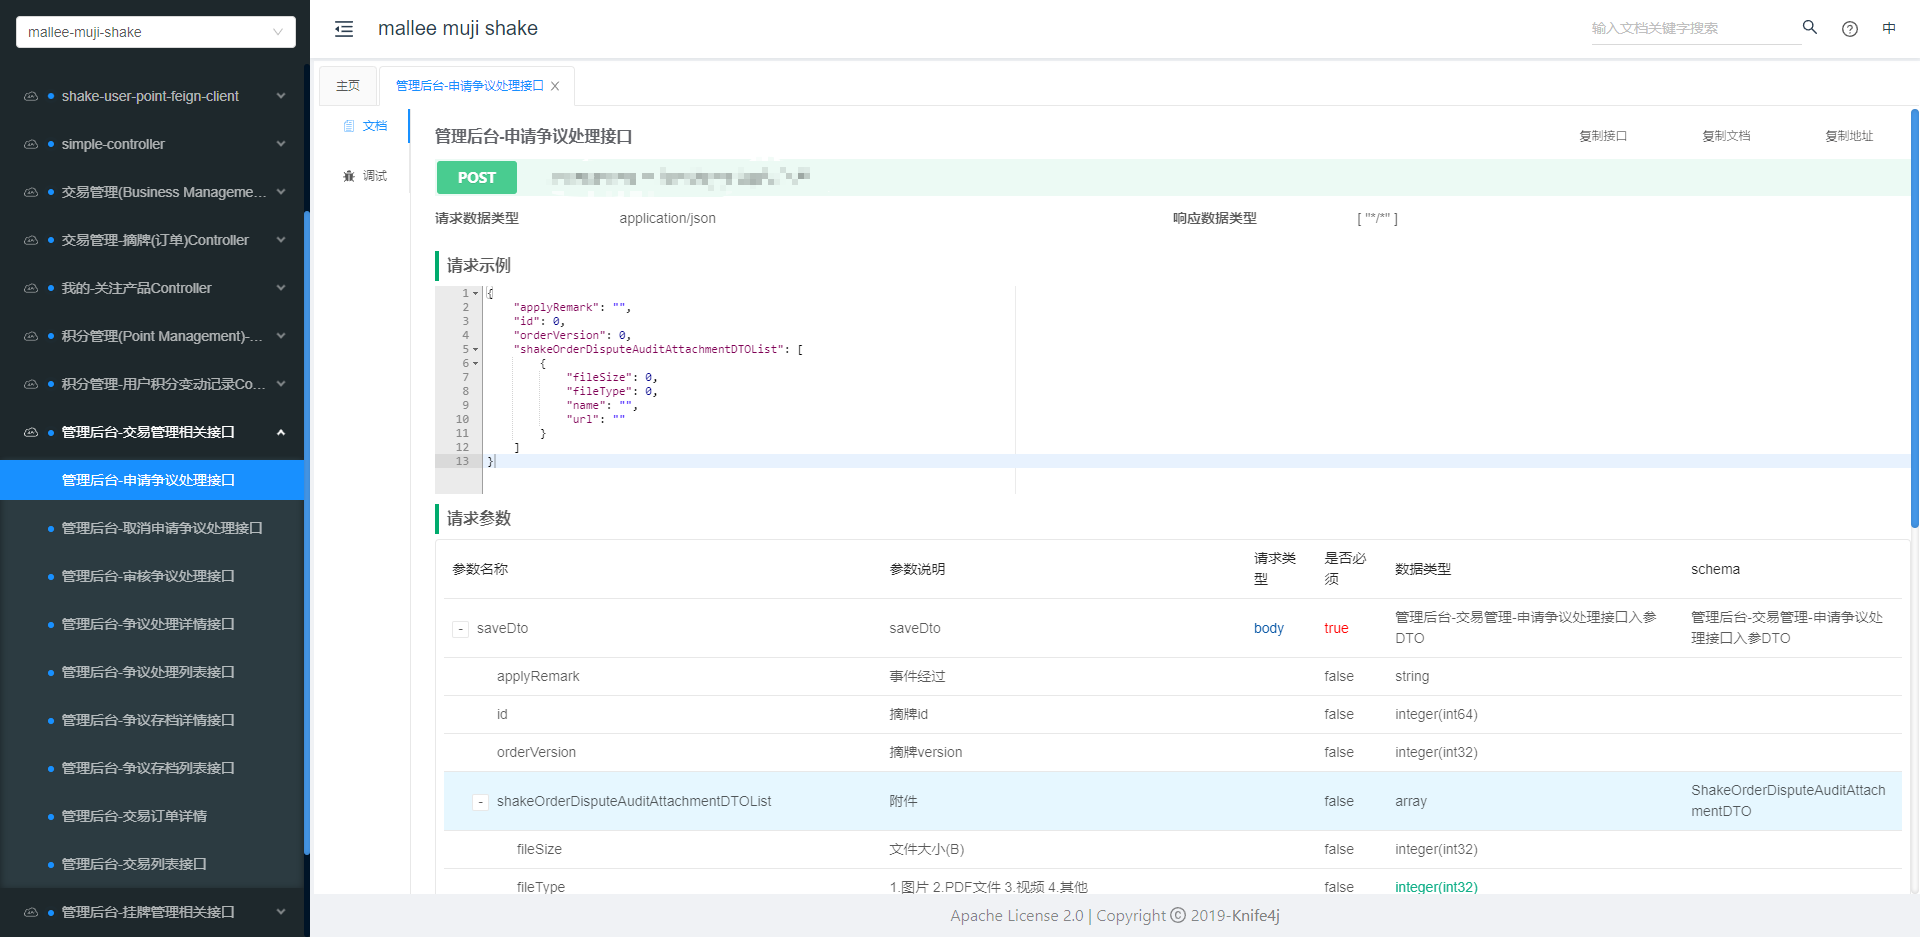 mallee-muji-shake
shake-user-point-feign-client
simple-controller
交易管理(Business Manageme...
交易管理-摘牌(订单)Controller
我的-关注产品Controller
积分管理(Point Management)-...
积分管理-用户积分变动记录Co...
管理后台-交易管理相关接口
管理后台-申请争议处理接口
管理后台-取消申请争议处理接口
管理后台-审核争议处理接口
管理后台-争议处理详情接口
管理后台-争议处理列表接口
管理后台-争议存档详情接口
管理后台-争议存档列表接口
管理后台-交易订单详情
管理后台-交易列表接口
管理后台-挂牌管理相关接口
mallee muji shake
输入文档关键字搜索
中
主页
管理后台-申请争议处理接口
文档
调试
管理后台-申请争议处理接口
复制接口 复制文档 复制地址
POST
请求数据类型 application/json 响应数据类型 [ "*/*" ]
请求示例
1 {
2 "applyRemark": "",
3 "id": 0,
4 "orderVersion": 0,
5 "shakeOrderDisputeAuditAttachmentDTOList": [
6 {
7 "fileSize": 0,
8 "fileType": 0,
9 "name": "",
10 "url": ""
11 }
12 ]
13 }
请求参数
参数名称 参数说明 请求类型 是否必须 数据类型 schema
- saveDto saveDto body true 管理后台-交易管理-申请争议处理接口入参DTO 管理后台-交易管理-申请争议处理接口入参DTO
applyRemark 事件经过 false string
id 摘牌id false integer(int64)
orderVersion 摘牌version false integer(int32)
- shakeOrderDisputeAuditAttachmentDTOList 附件 false array ShakeOrderDisputeAuditAttachmentDTO
fileSize 文件大小(B) false integer(int32)
fileType 1.图片 2.PDF文件 3.视频 4.其他 false integer(int32)
Apache License 2.0 | Copyright © 2019-Knife4j